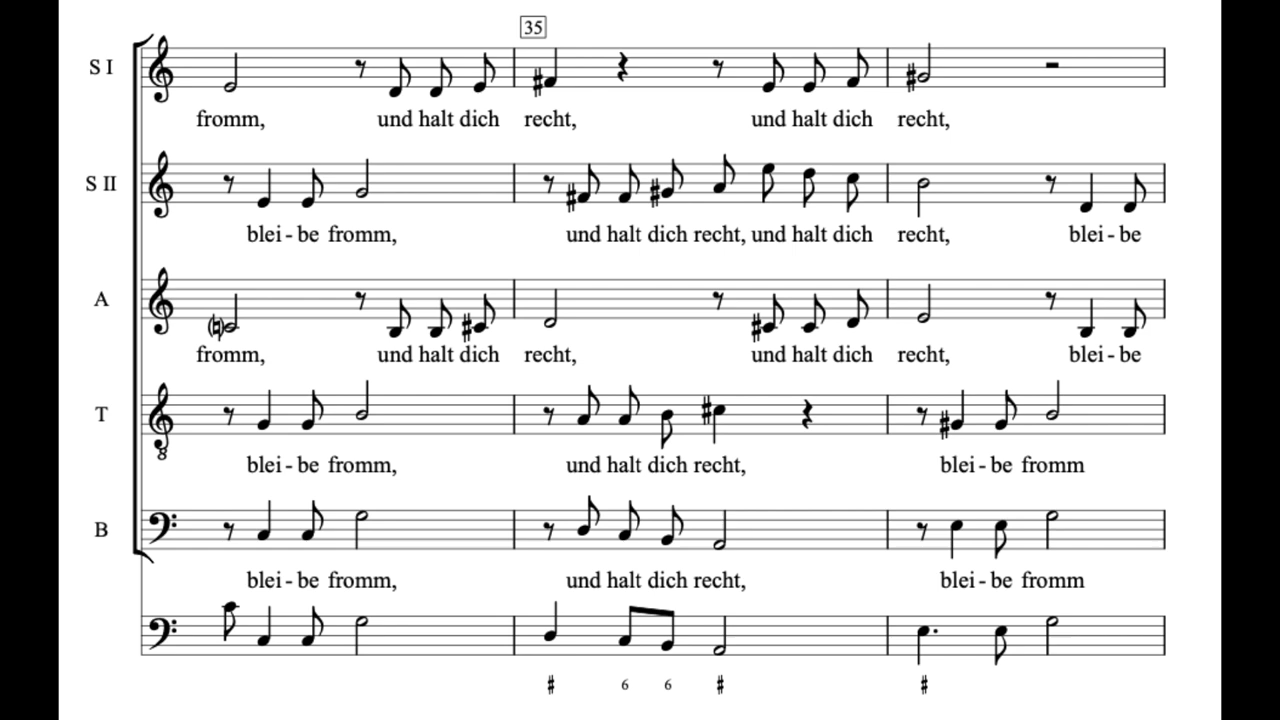 35
S I
fromm, und halt dich recht, und halt dich recht,
S II
blei - be fromm, und halt dich recht, und halt dich recht, blei - be
A
fromm, und halt dich recht, und halt dich recht, blei - be
T
8
blei - be fromm, und halt dich recht, blei - be fromm
B
blei - be fromm, und halt dich recht, blei - be fromm
♯ 6 6 ♯ ♯